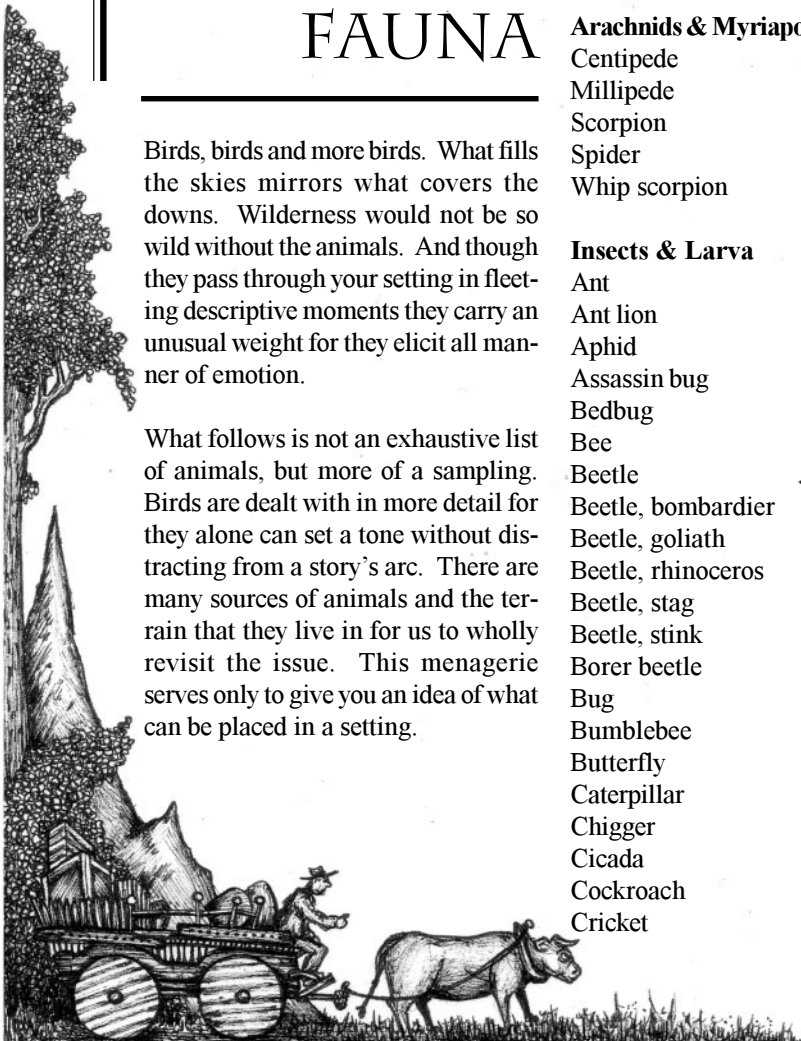 FAUNA
Birds, birds and more birds. What fills
the skies mirrors what covers the
downs. Wilderness would not be so
wild without the animals. And though
they pass through your setting in fleet-
ing descriptive moments they carry an
unusual weight for they elicit all man-
ner of emotion.
What follows is not an exhaustive list
of animals, but more of a sampling.
Birds are dealt with in more detail for
they alone can set a tone without dis-
tracting from a story's arc. There are
many sources of animals and the ter-
rain that they live in for us to wholly
revisit the issue. This menagerie
serves only to give you an idea of what
can be placed in a setting.
Arachnids & Myriapo
Centipede
Millipede
Scorpion
Spider
Whip scorpion
Insects & Larva
Ant
Ant lion
Aphid
Assassin bug
Bedbug
Bee
Beetle
Beetle, bombardier
Beetle, goliath
Beetle, rhinoceros
Beetle, stag
Beetle, stink
Borer beetle
Bug
Bumblebee
Butterfly
Caterpillar
Chigger
Cicada
Cockroach
Cricket